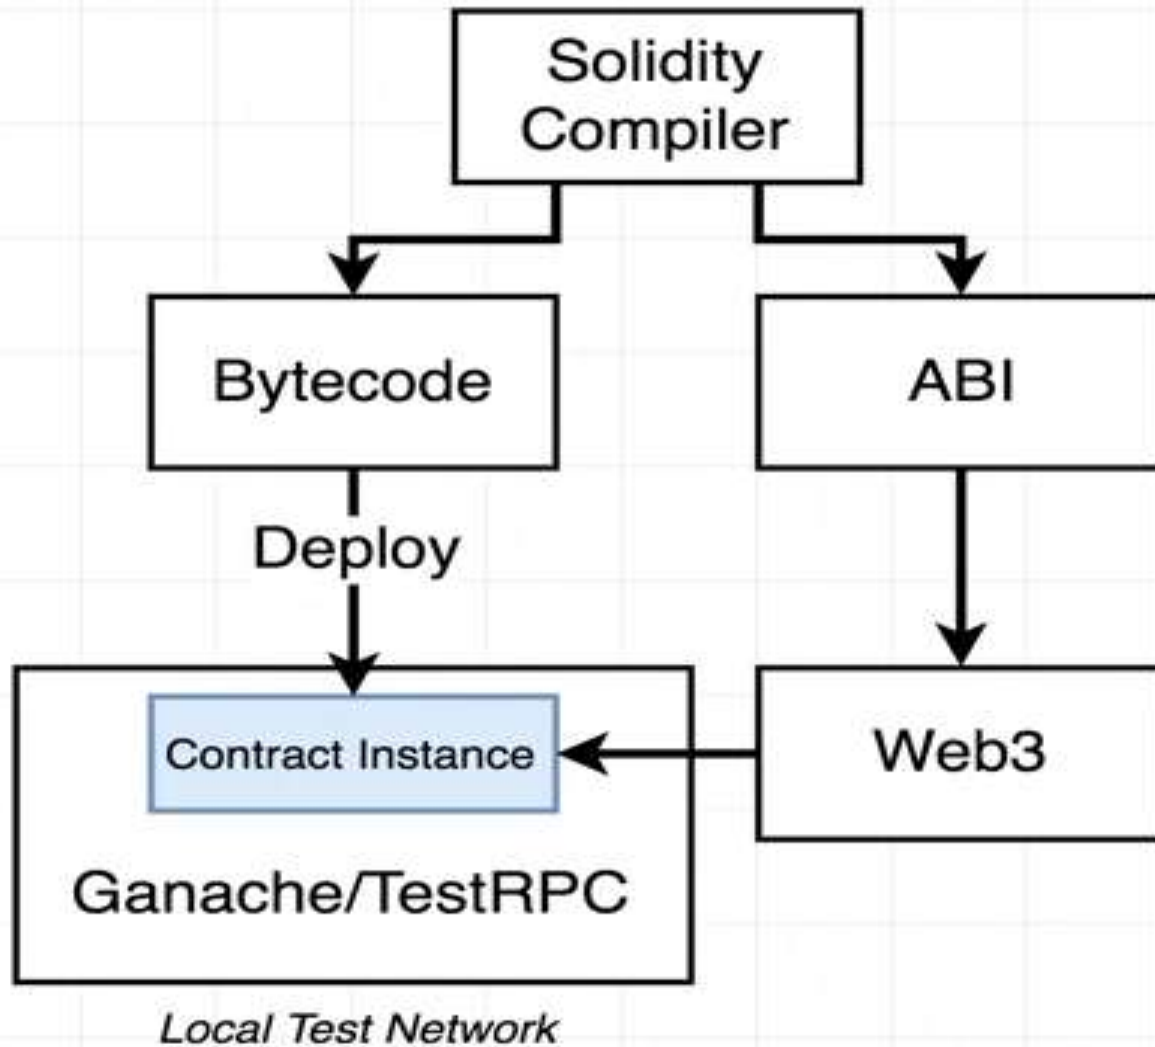 Solidity
Compiler
Bytecode
ABI
Deploy
Contract Instance
Web3
Ganache/TestRPC
Local Test Network